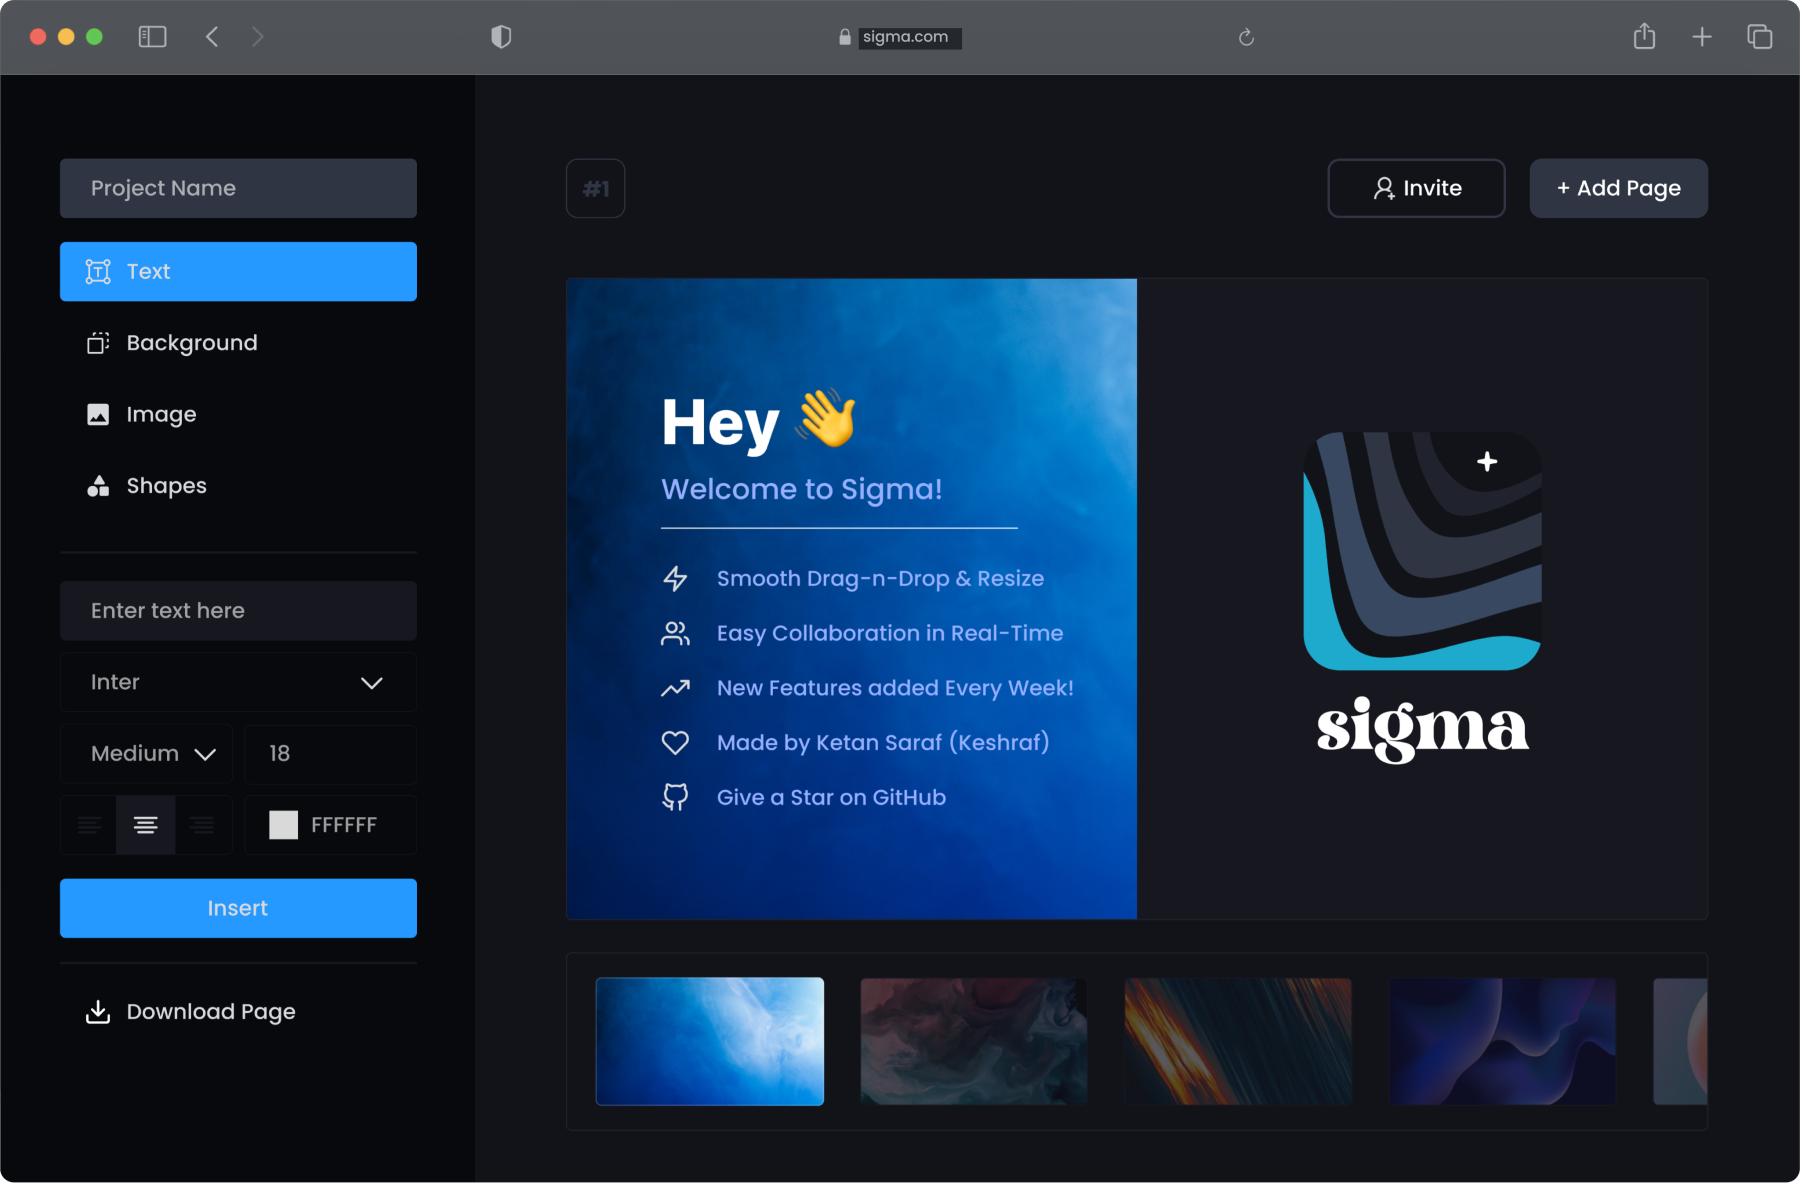 sigma.com
Project Name
Text
Background
Image
Shapes
Enter text here
Inter
Medium
18
FFFFFF
Insert
Download Page
#1
Invite
+ Add Page
Hey 👋
Welcome to Sigma!
Smooth Drag-n-Drop & Resize
Easy Collaboration in Real-Time
New Features added Every Week!
Made by Ketan Saraf (Keshraf)
Give a Star on GitHub
sigma